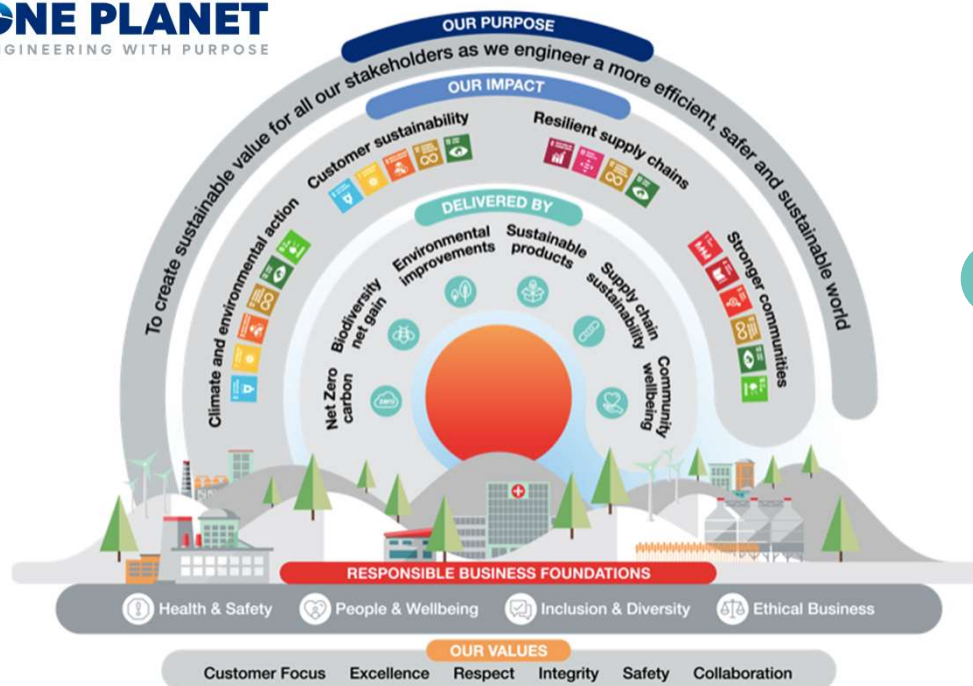 ONE PLANET
ENGINEERING WITH PURPOSE
OUR PURPOSE
To create sustainable value for all our stakeholders as we engineer a more efficient, safer and sustainable world
OUR IMPACT
Climate and environmental action
Customer sustainability
Resilient supply chains
Stronger communities
DELIVERED BY
Net Zero
carbon
Biodiversity
net gain
Environmental
improvements
Sustainable
products
Supply chain
sustainability
Community
wellbeing
RESPONSIBLE BUSINESS FOUNDATIONS
Health & Safety
People & Wellbeing
Inclusion & Diversity
Ethical Business
OUR VALUES
Customer Focus Excellence Respect Integrity Safety Collaboration